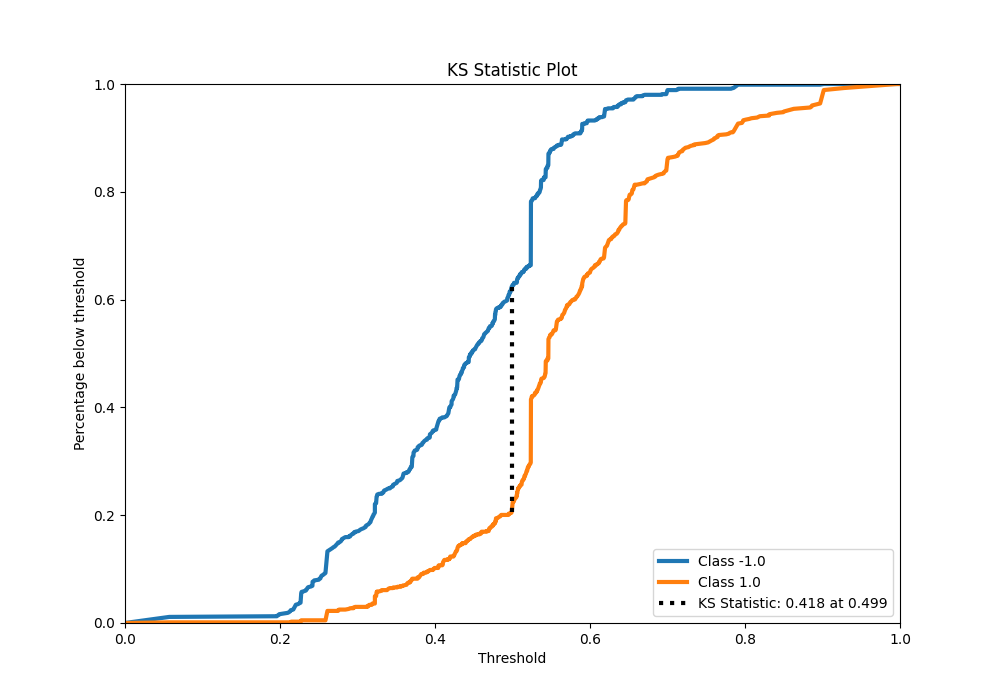 KS Statistic Plot
Percentage below threshold
1.0
0.8
0.6
0.4
0.2
0.0
0.0 0.2 0.4 0.6 0.8 1.0
Threshold
Class -1.0
Class 1.0
KS Statistic: 0.418 at 0.499